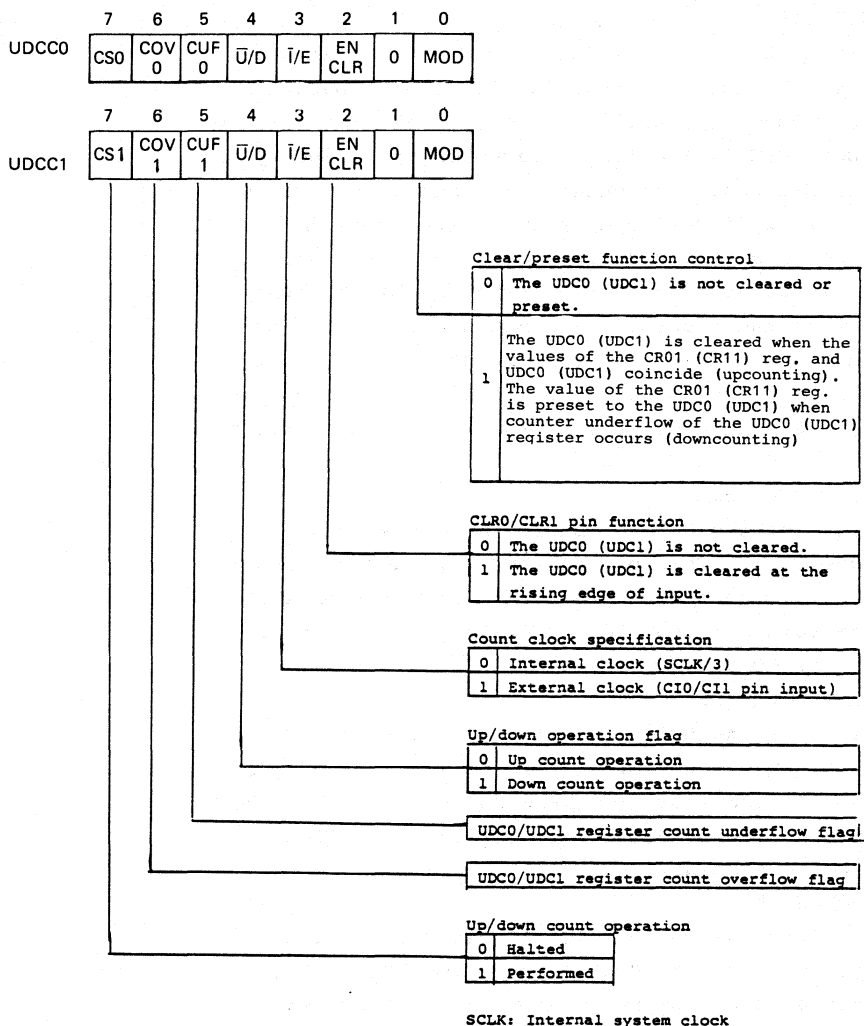 7 6 5 4 3 2 1 0
UDCC0 CS0 COV 0 CUF 0 U̅/D I̅/E EN CLR 0 MOD
7 6 5 4 3 2 1 0
UDCC1 CS1 COV 1 CUF 1 U̅/D I̅/E EN CLR 0 MOD
Clear/preset function control
0 The UDC0 (UDC1) is not cleared or
preset.
1 The UDC0 (UDC1) is cleared when the
values of the CR01 (CR11) reg. and
UDC0 (UDC1) coincide (upcounting).
The value of the CR01 (CR11) reg.
is preset to the UDC0 (UDC1) when
counter underflow of the UDC0 (UDC1)
register occurs (downcounting)
CLR0/CLR1 pin function
0 The UDC0 (UDC1) is not cleared.
1 The UDC0 (UDC1) is cleared at the
rising edge of input.
Count clock specification
0 Internal clock (SCLK/3)
1 External clock (CI0/CI1 pin input)
Up/down operation flag
0 Up count operation
1 Down count operation
UDC0/UDC1 register count underflow flag
UDC0/UDC1 register count overflow flag
Up/down count operation
0 Halted
1 Performed
SCLK: Internal system clock